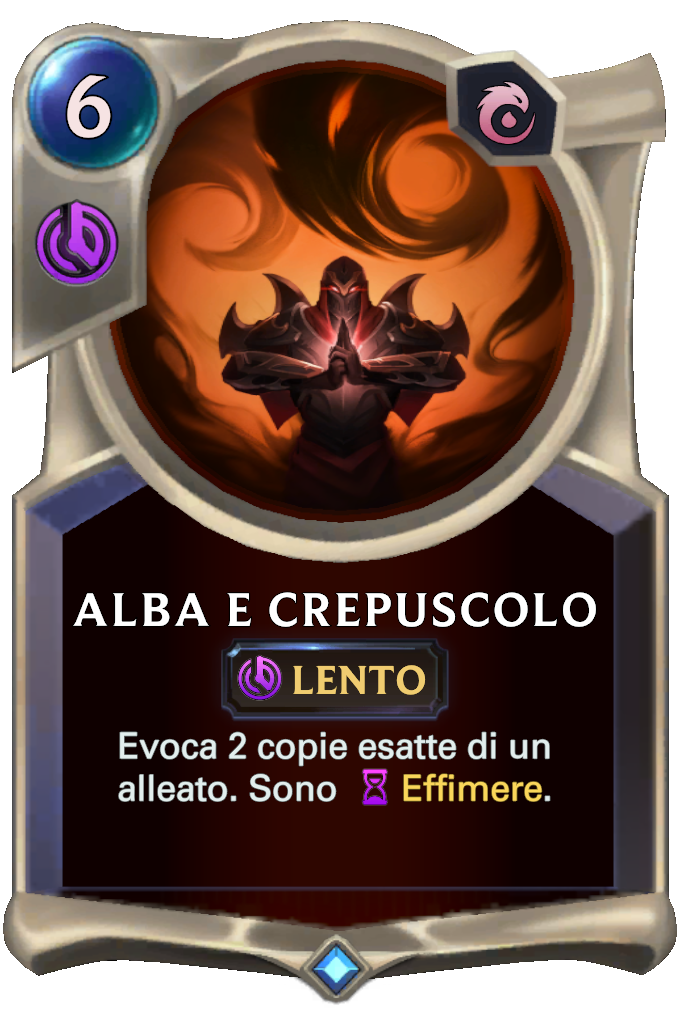 6
ALBA E CREPUSCOLO
LENTO
Evoca 2 copie esatte di un
alleato. Sono Effimere.